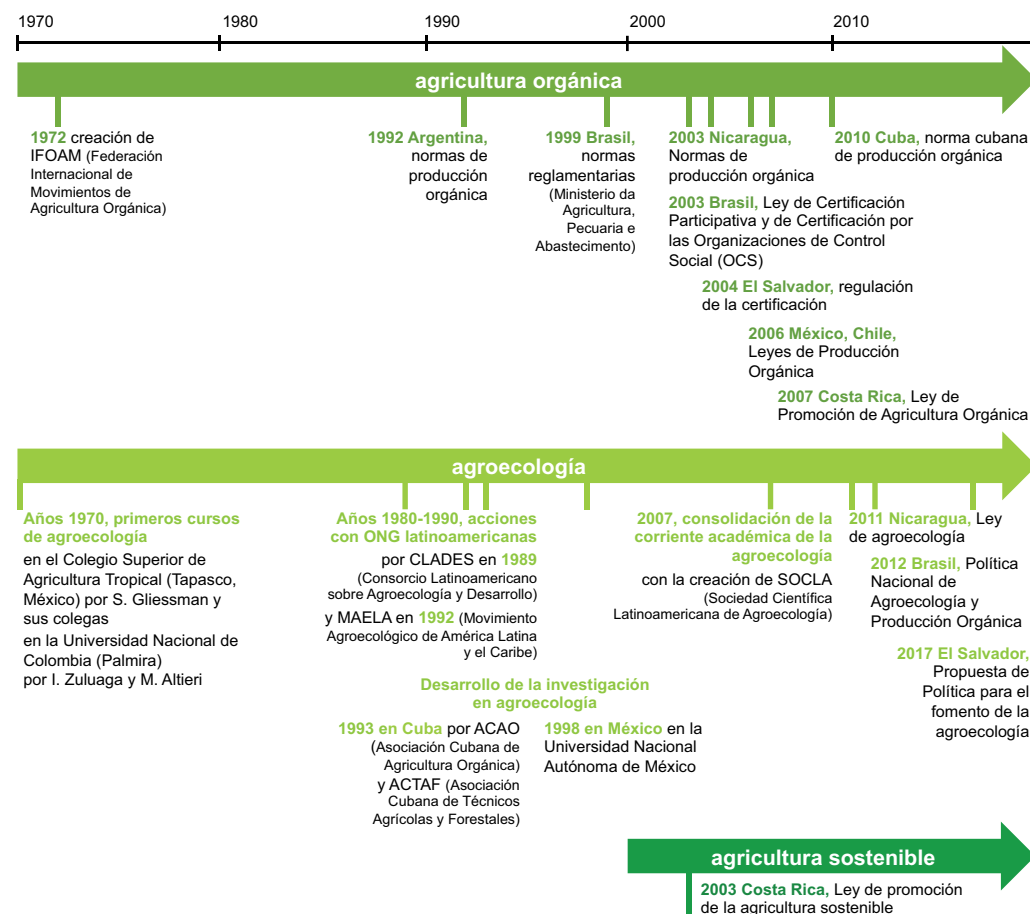 1970
1980
1990
2000
2010
agricultura orgánica
1972 creación de
IFOAM (Federación
Internacional de
Movimientos de
Agricultura Orgánica)
1992 Argentina,
normas de
producción
orgánica
1999 Brasil,
normas
reglamentarias
(Ministerio da
Agricultura,
Pecuaria e
Abastecimento)
2003 Nicaragua,
Normas de
producción orgánica
2003 Brasil, Ley de Certificación
Participativa y de Certificación por
las Organizaciones de Control
Social (OCS)
2004 El Salvador, regulación
de la certificación
2006 México, Chile,
Leyes de Producción
Orgánica
2007 Costa Rica, Ley de
Promoción de Agricultura Orgánica
2010 Cuba, norma cubana
de producción orgánica
agroecología
Años 1970, primeros cursos
de agroecología
en el Colegio Superior de
Agricultura Tropical (Tapasco,
México) por S. Gliessman y
sus colegas
en la Universidad Nacional de
Colombia (Palmira)
por I. Zuluaga y M. Altieri
Años 1980-1990, acciones
con ONG latinoamericanas
por CLADES en 1989
(Consorcio Latinoamericano
sobre Agroecología y Desarrollo)
y MAELA en 1992 (Movimiento
Agroecológico de América Latina
y el Caribe)
Desarrollo de la investigación
en agroecología
1993 en Cuba por ACAO
(Asociación Cubana de
Agricultura Orgánica)
y ACTAF (Asociación
Cubana de Técnicos
Agrícolas y Forestales)
1998 en México en la
Universidad Nacional
Autónoma de México
2007, consolidación de la
corriente académica de la
agroecología
con la creación de SOCLA
(Sociedad Científica
Latinoamericana de Agroecología)
2011 Nicaragua, Ley
de agroecología
2012 Brasil, Política
Nacional de
Agroecología y
Producción Orgánica
2017 El Salvador,
Propuesta de
Política para el
fomento de la
agroecología
agricultura sostenible
2003 Costa Rica, Ley de promoción
de la agricultura sostenible